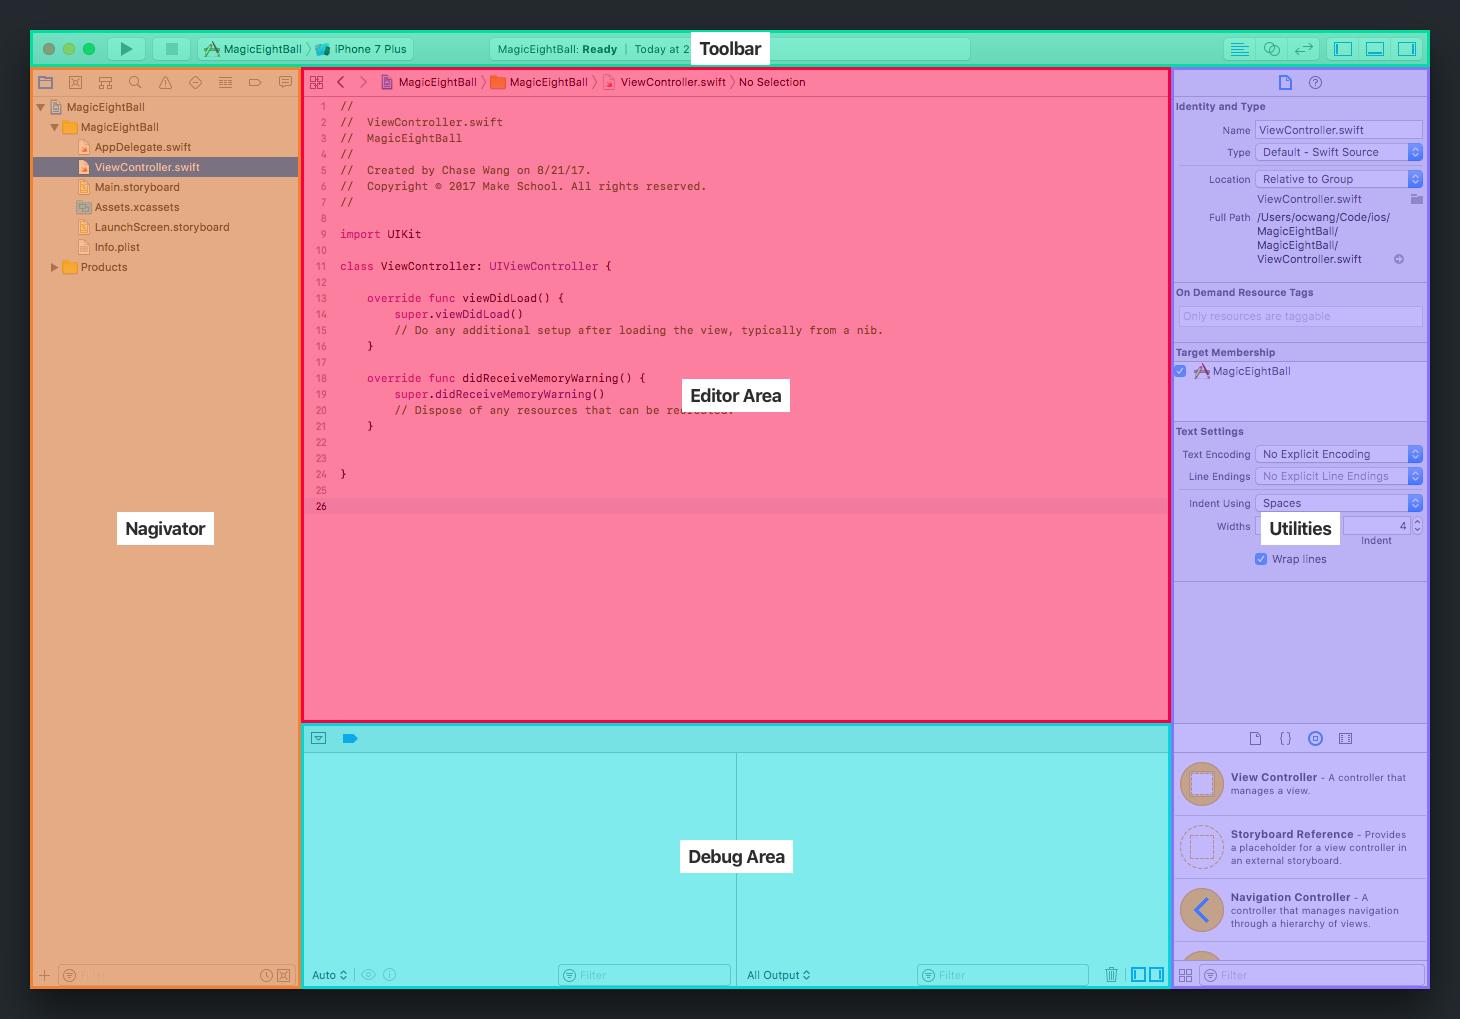 MagicEightBall
iPhone 7 Plus
MagicEightBall: Ready | Today at 2
Toolbar
MagicEightBall
MagicEightBall
AppDelegate.swift
ViewController.swift
Main.storyboard
Assets.xcassets
LaunchScreen.storyboard
Info.plist
Products
Nagivator
Filter
MagicEightBall
MagicEightBall
ViewController.swift
No Selection
1 //
2 //  ViewController.swift
3 //  MagicEightBall
4 //
5 //  Created by Chase Wang on 8/21/17.
6 //  Copyright © 2017 Make School. All rights reserved.
7 //
8
9 import UIKit
10
11 class ViewController: UIViewController {
12
13     override func viewDidLoad() {
14         super.viewDidLoad()
15         // Do any additional setup after loading the view, typically from a nib.
16     }
17
18     override func didReceiveMemoryWarning() {
19         super.didReceiveMemoryWarning()
20         // Dispose of any resources that can be
21     }
22
23
24 }
25
26
Editor Area
Debug Area
Auto
Filter
All Output
Filter
Identity and Type
Name ViewController.swift
Type Default - Swift Source
Location Relative to Group
ViewController.swift
Full Path /Users/ocwang/Code/ios/
MagicEightBall/
MagicEightBall/
ViewController.swift
On Demand Resource Tags
Only resources are taggable
Target Membership
MagicEightBall
Text Settings
Text Encoding No Explicit Encoding
Line Endings No Explicit Line Endings
Indent Using Spaces
Widths 4
Utilities
Indent
Wrap lines
View Controller - A controller that
manages a view.
Storyboard Reference - Provides
a placeholder for a view controller in
an external storyboard.
Navigation Controller - A
controller that manages navigation
through a hierarchy of views.
Filter